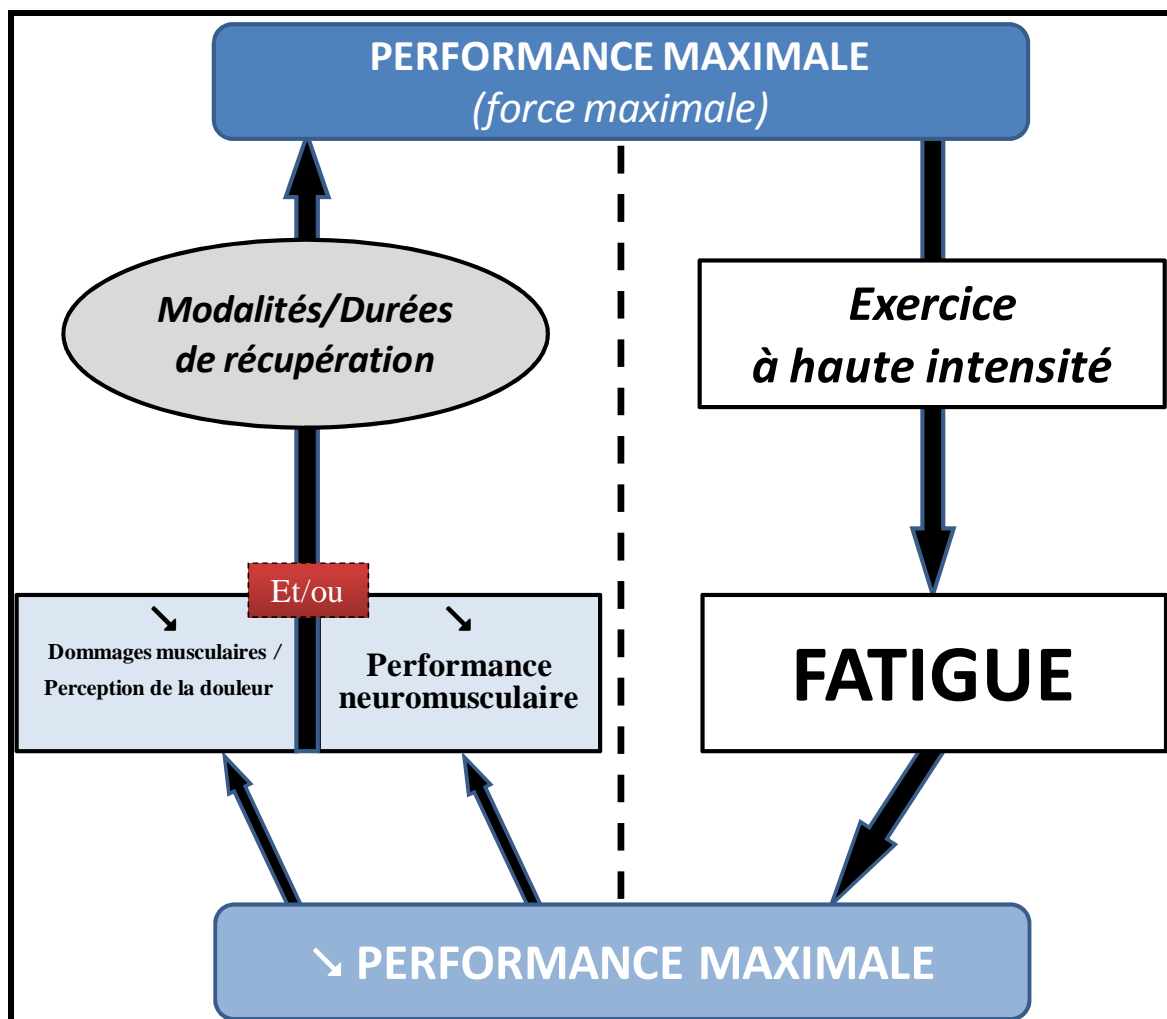 PERFORMANCE MAXIMALE
(force maximale)
Modalités/Durées
de récupération
Exercice
à haute intensité
Et/ou
↘
Dommages musculaires /
Perception de la douleur
↘
Performance
neuromusculaire
FATIGUE
↘ PERFORMANCE MAXIMALE